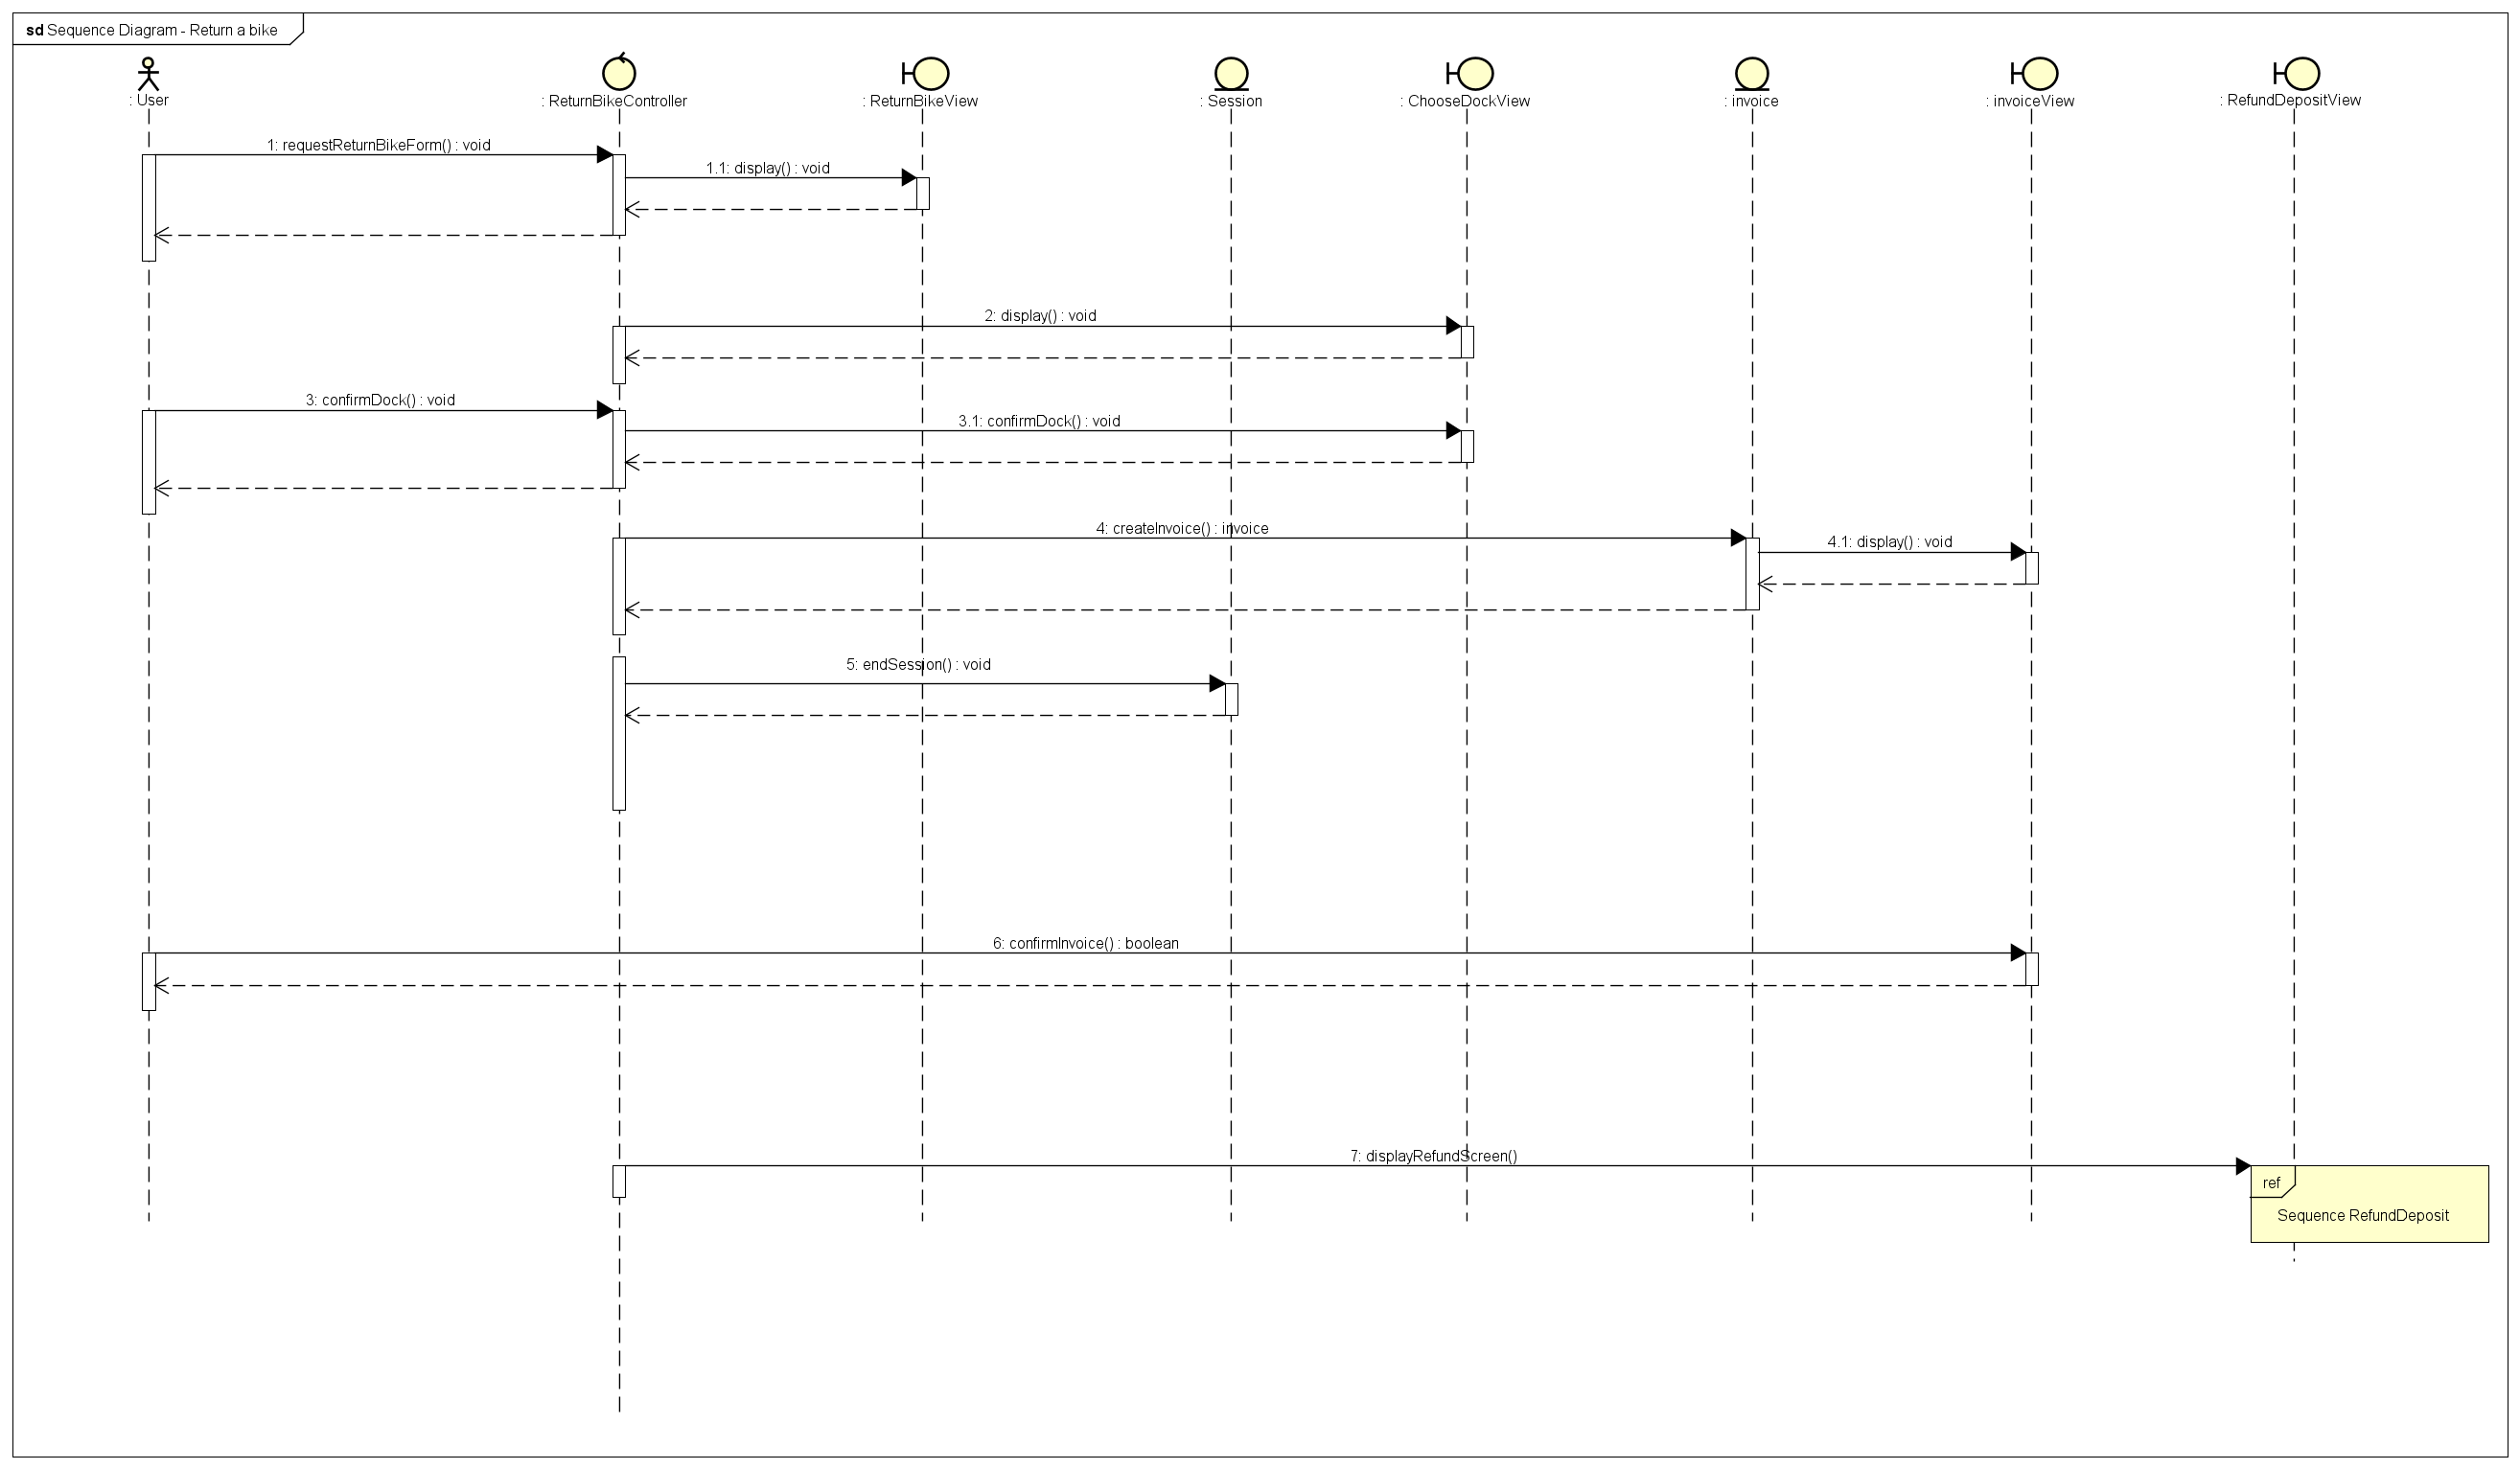 sd Sequence Diagram - Return a bike
: User
: ReturnBikeController
: ReturnBikeView
: Session
: ChooseDockView
: invoice
: invoiceView
: RefundDepositView
1: requestReturnBikeForm() : void
1.1: display() : void
2: display() : void
3: confirmDock() : void
3.1: confirmDock() : void
4: createInvoice() : invoice
4.1: display() : void
5: endSession() : void
6: confirmInvoice() : boolean
7: displayRefundScreen()
ref
Sequence RefundDeposit